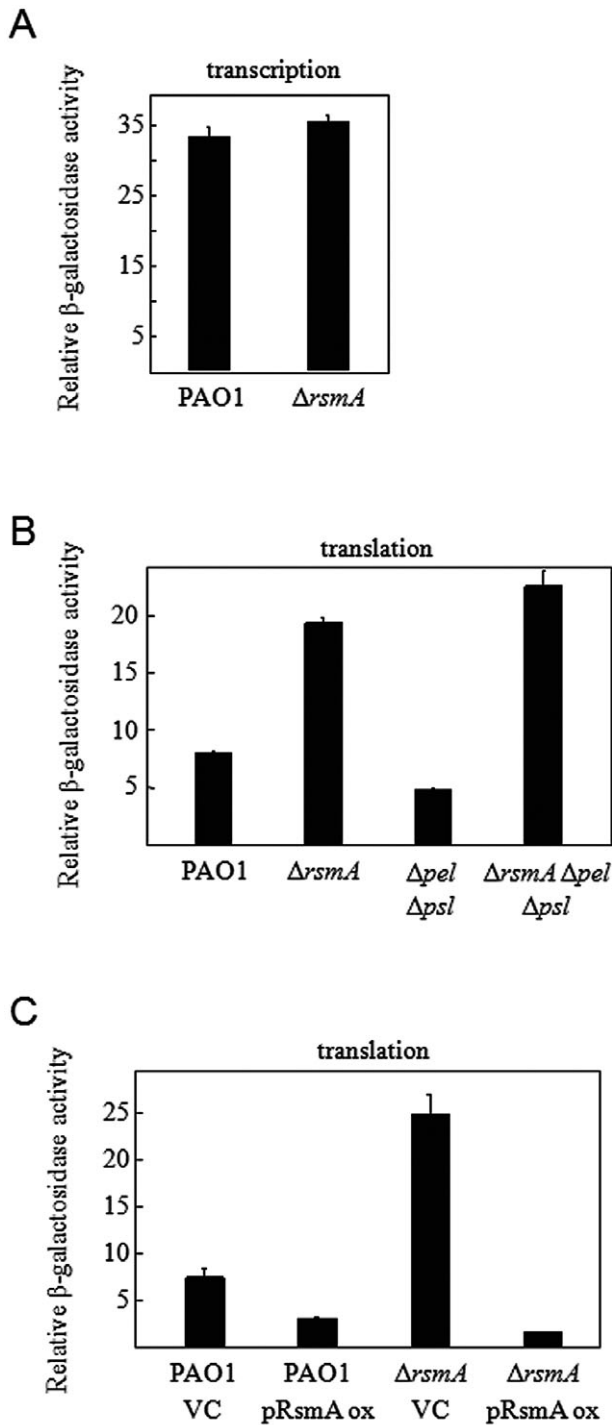 A
transcription
Relative β-galactosidase activity
35
25
15
5
PAO1 ΔrsmA
B
translation
Relative β-galactosidase activity
20
15
10
5
PAO1 ΔrsmA Δpel ΔrsmA Δpel
Δpsl Δpsl
C
translation
Relative β-galactosidase activity
25
20
15
10
5
PAO1 PAO1 ΔrsmA ΔrsmA
VC pRsmA ox VC pRsmA ox